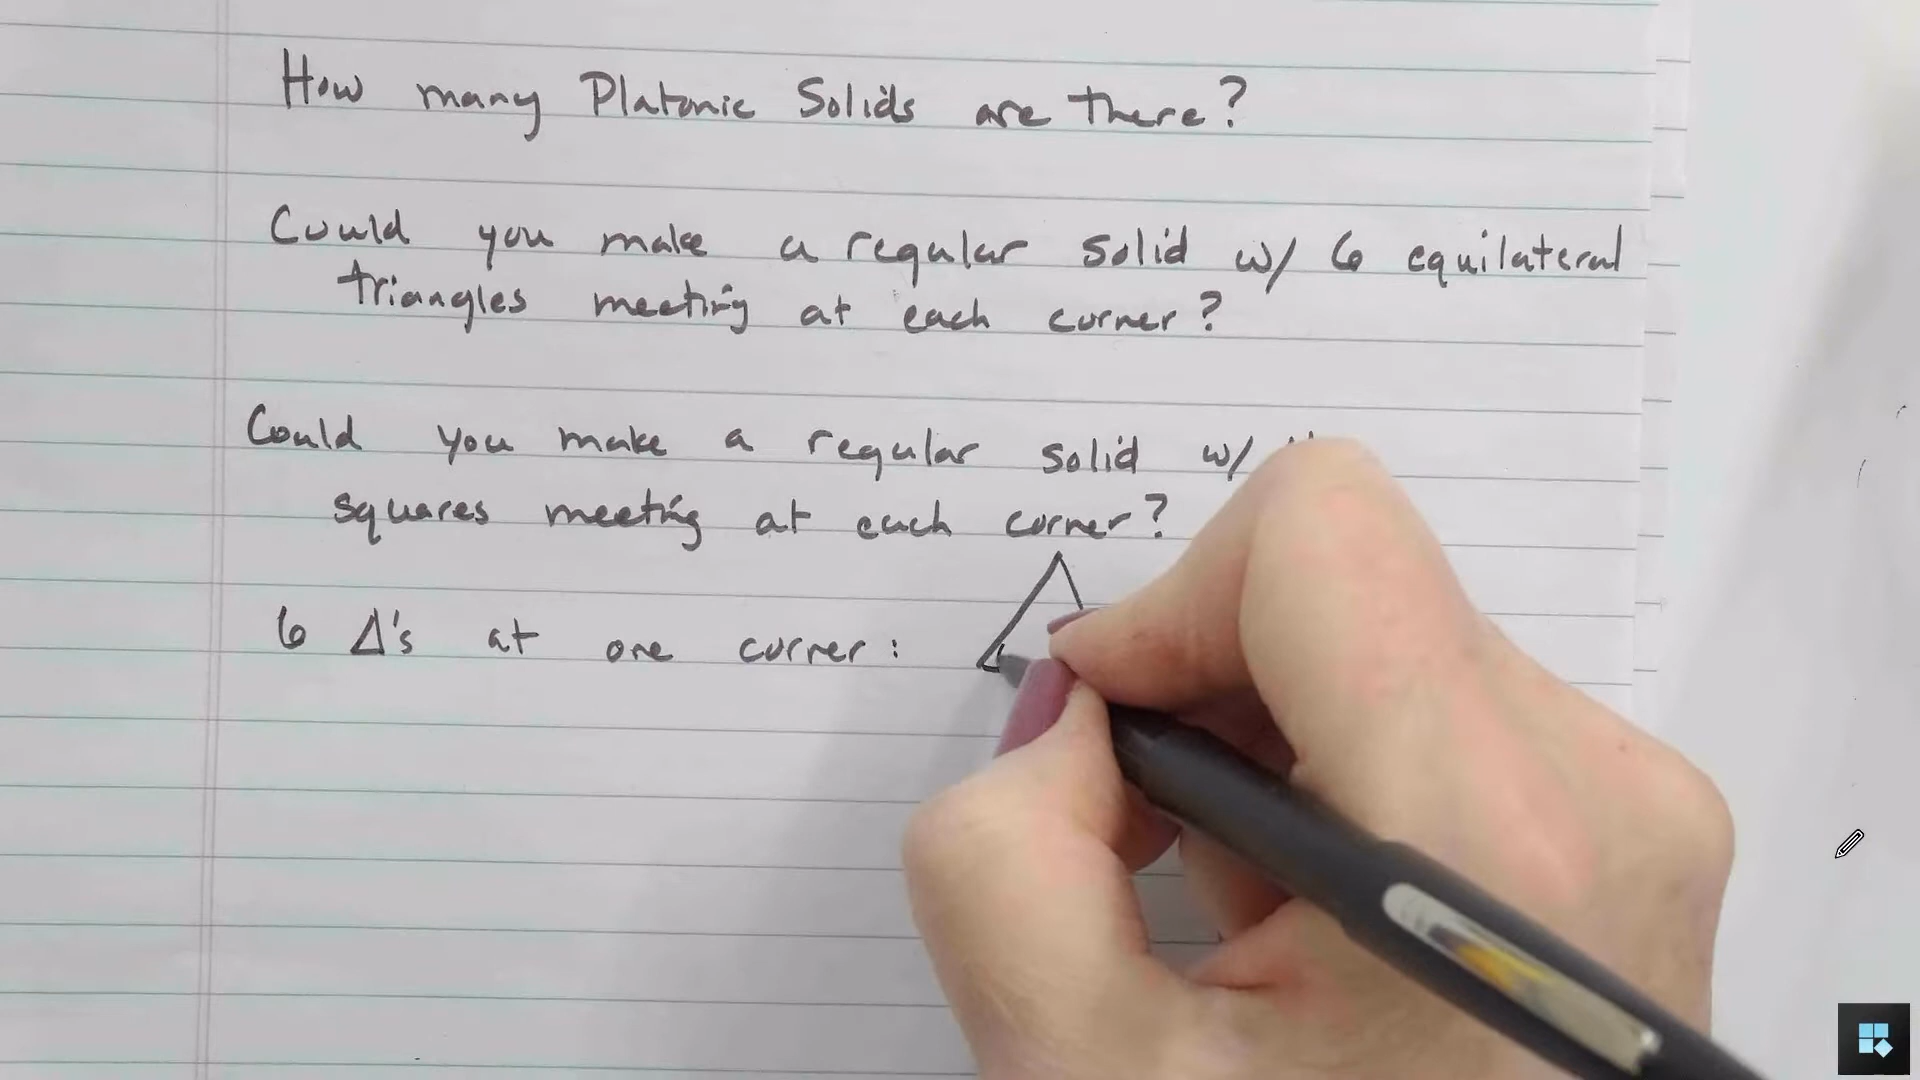 How many Platonic Solids are there?
Could you make a regular solid w/ 6 equilateral
triangles meeting at each corner?
Could you make a regular solid w/
squares meeting at each corner?
6 Δ's at one corner: